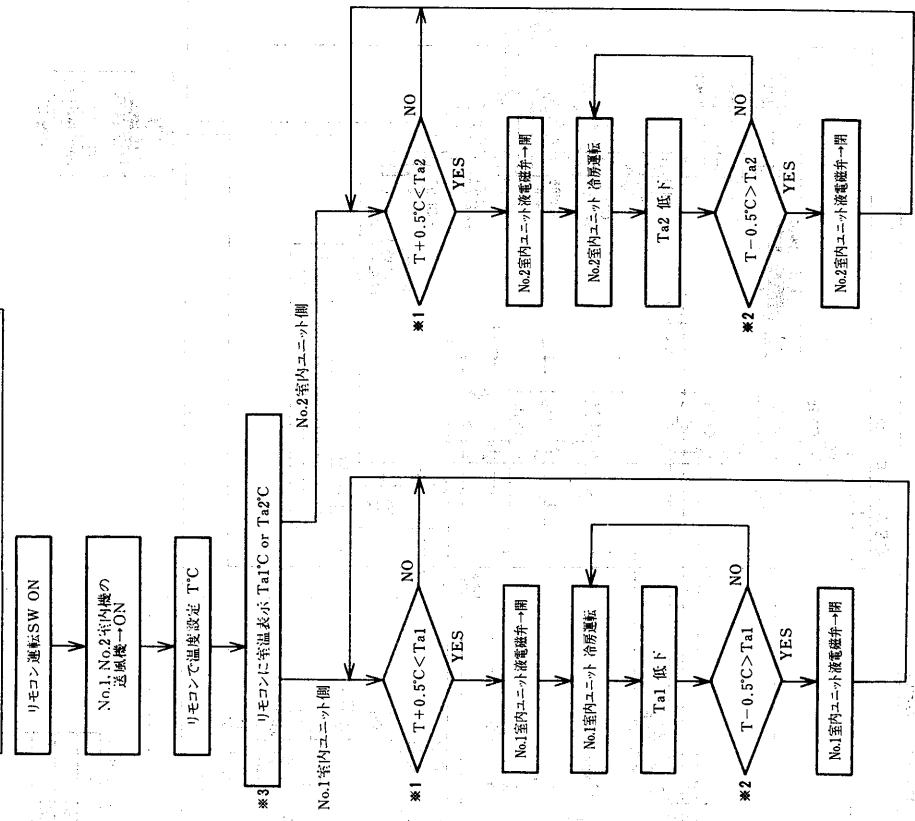 リモコン運転SW ON
No.1, No.2室内機の
送風機→ON
リモコンで温度設定 T℃
※3
リモコンに室温表示 Ta1℃ or Ta2℃
No.1室内ユニット側
※1
T+0.5℃<Ta1
NO
YES
No.1室内ユニット液電磁弁→開
No.1室内ユニット 冷房運転
Ta1 低下
※2
T-0.5℃>Ta1
NO
YES
No.1室内ユニット液電磁弁→閉
No.2室内ユニット側
※1
T+0.5℃<Ta2
NO
YES
No.2室内ユニット液電磁弁→開
No.2室内ユニット 冷房運転
Ta2 低下
※2
T-0.5℃>Ta2
NO
YES
No.2室内ユニット液電磁弁→閉